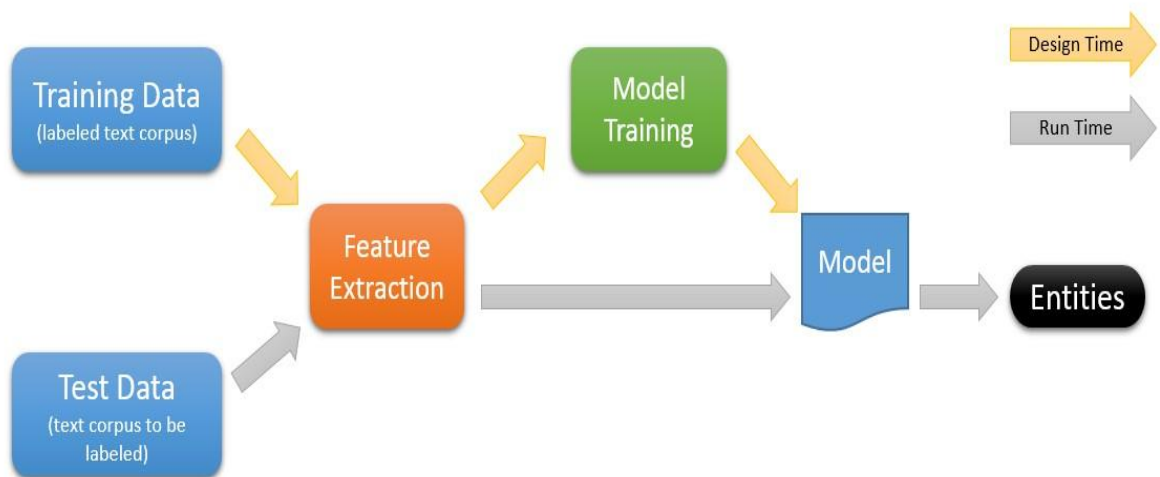 Training Data
(labeled text corpus)
Model
Training
Design Time
Run Time
Feature
Extraction
Model
Entities
Test Data
(text corpus to be
labeled)